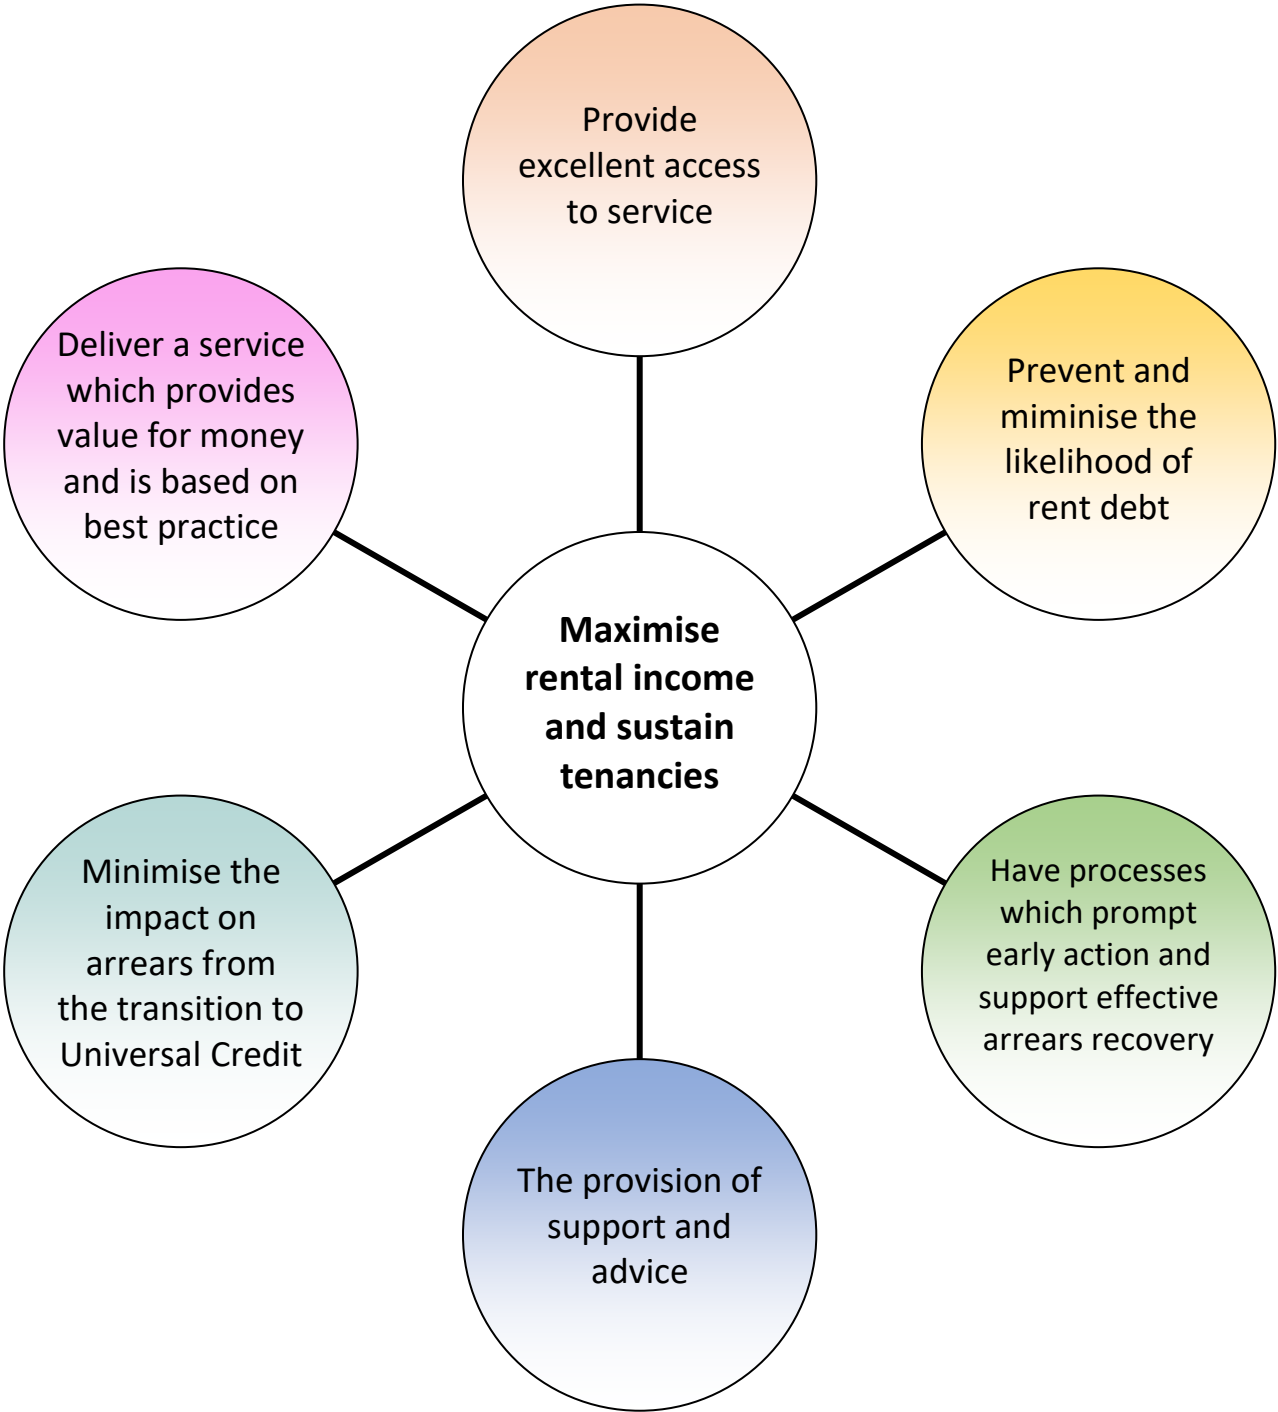 Provide
excellent access
to service
Prevent and
miminise the
likelihood of
rent debt
Have processes
which prompt
early action and
support effective
arrears recovery
The provision of
support and
advice
Minimise the
impact on
arrears from
the transition to
Universal Credit
Deliver a service
which provides
value for money
and is based on
best practice
Maximise
rental income
and sustain
tenancies